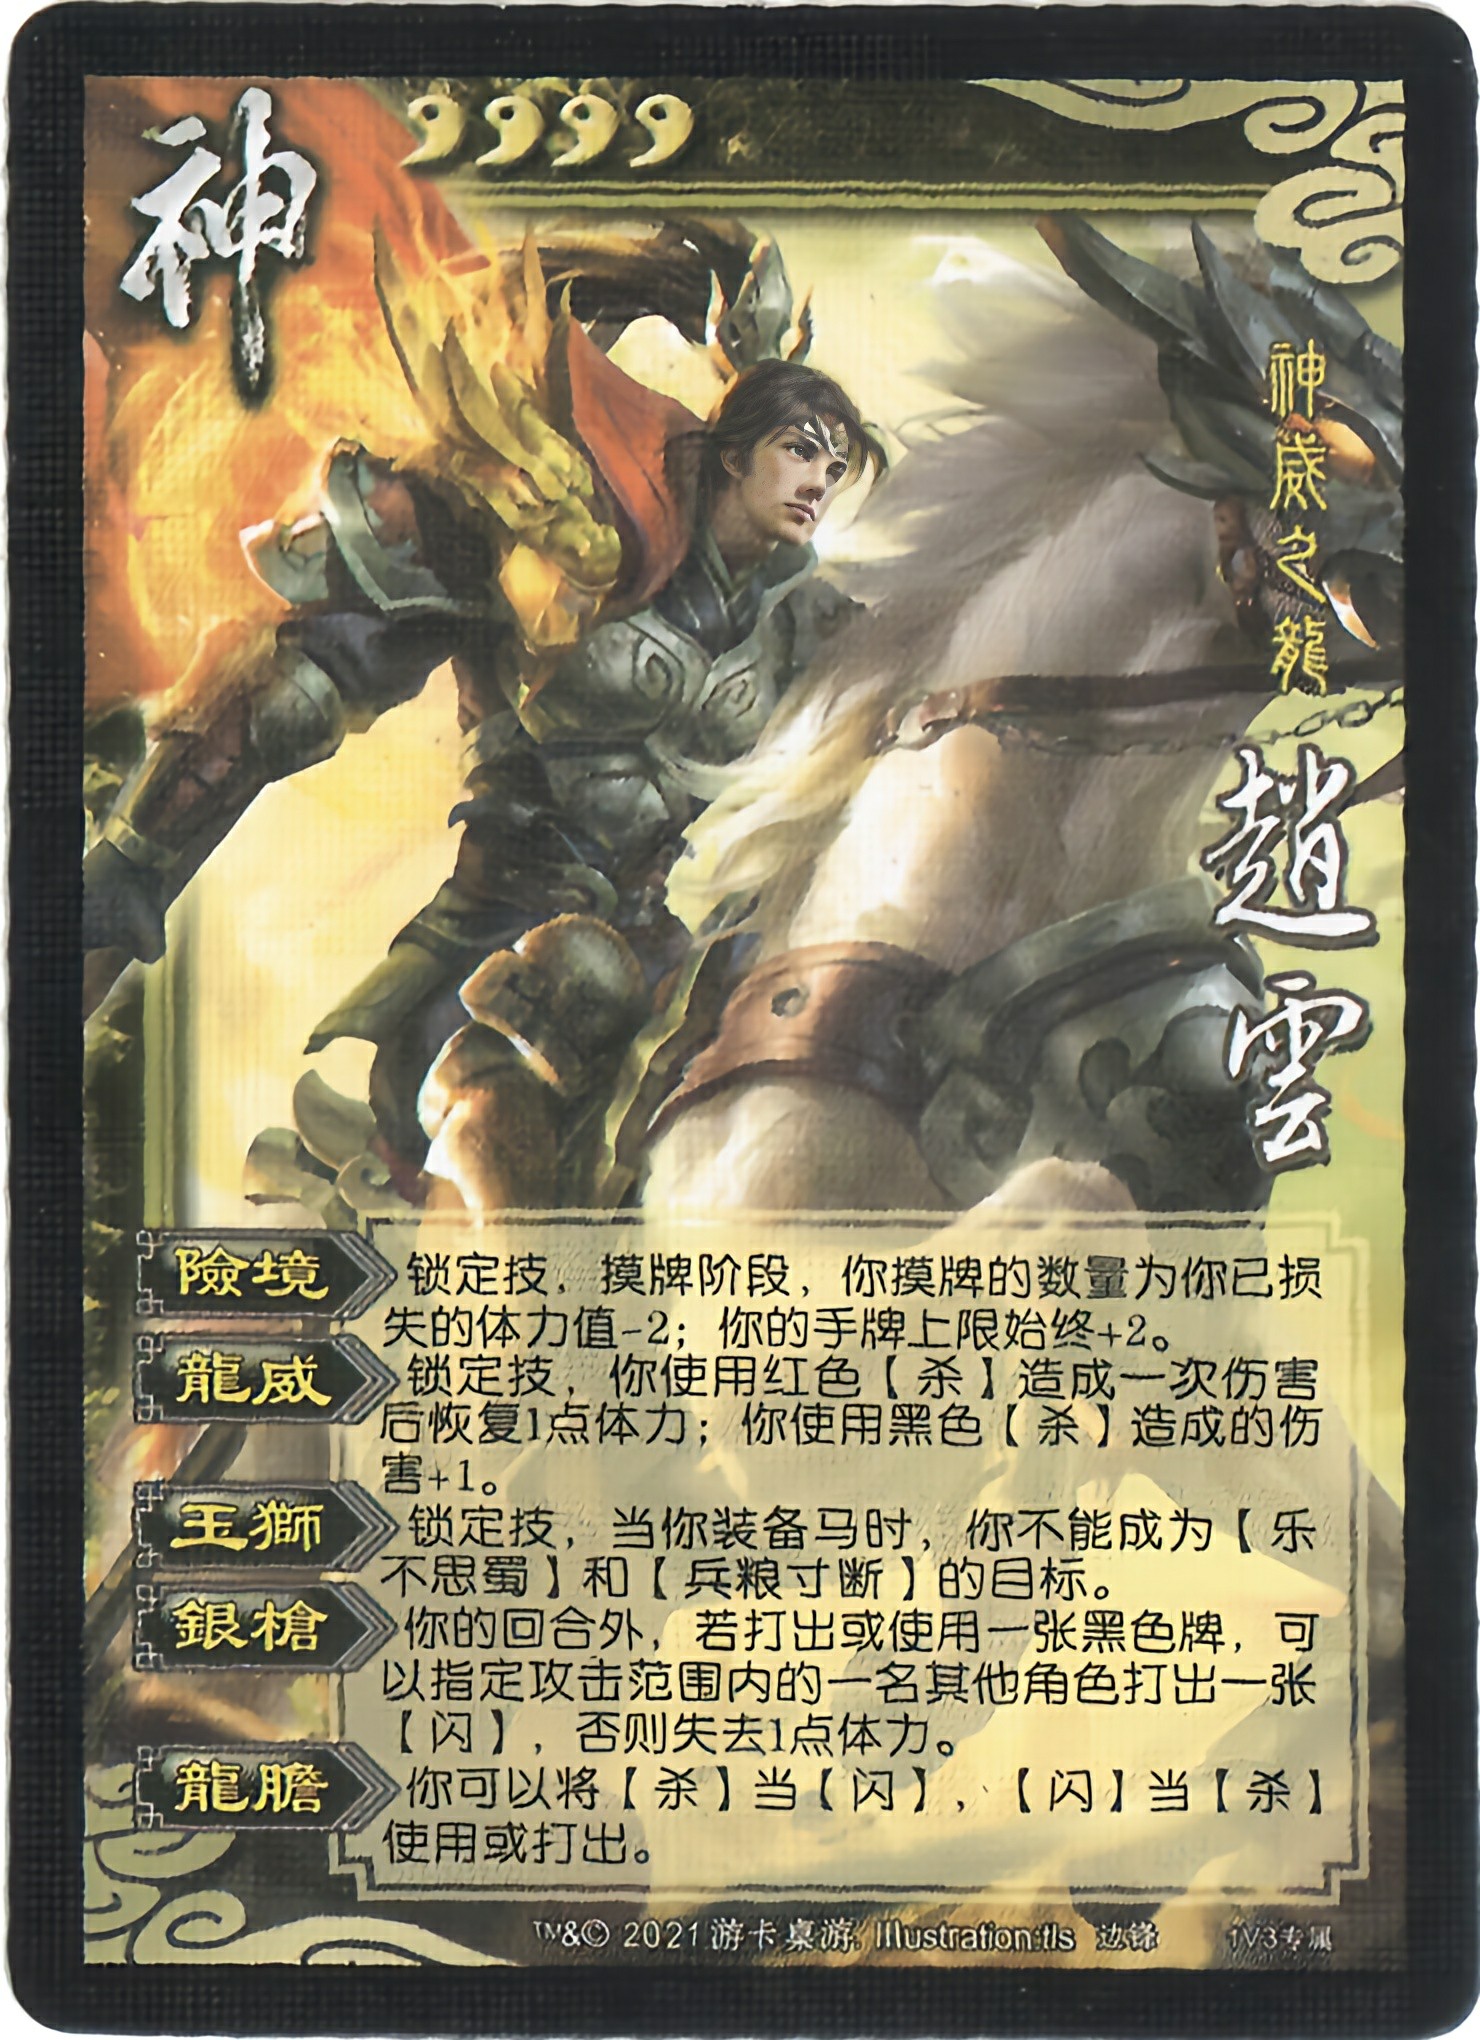 神
神威之龍
趙雲
險境
锁定技，摸牌阶段，你摸牌的数量为你已损
失的体力值-2；你的手牌上限始终+2。
龍威
锁定技，你使用红色【杀】造成一次伤害
后恢复1点体力；你使用黑色【杀】造成的伤
害+1。
玉獅
锁定技，当你装备马时，你不能成为【乐
不思蜀】和【兵粮寸断】的目标。
銀槍
你的回合外，若打出或使用一张黑色牌，可
以指定攻击范围内的一名其他角色打出一张
【闪】，否则失去1点体力。
龍膽
你可以将【杀】当【闪】，【闪】当【杀】
使用或打出。
™&© 2021 游卡桌游. Illustration:tls 边锋 1V3专属